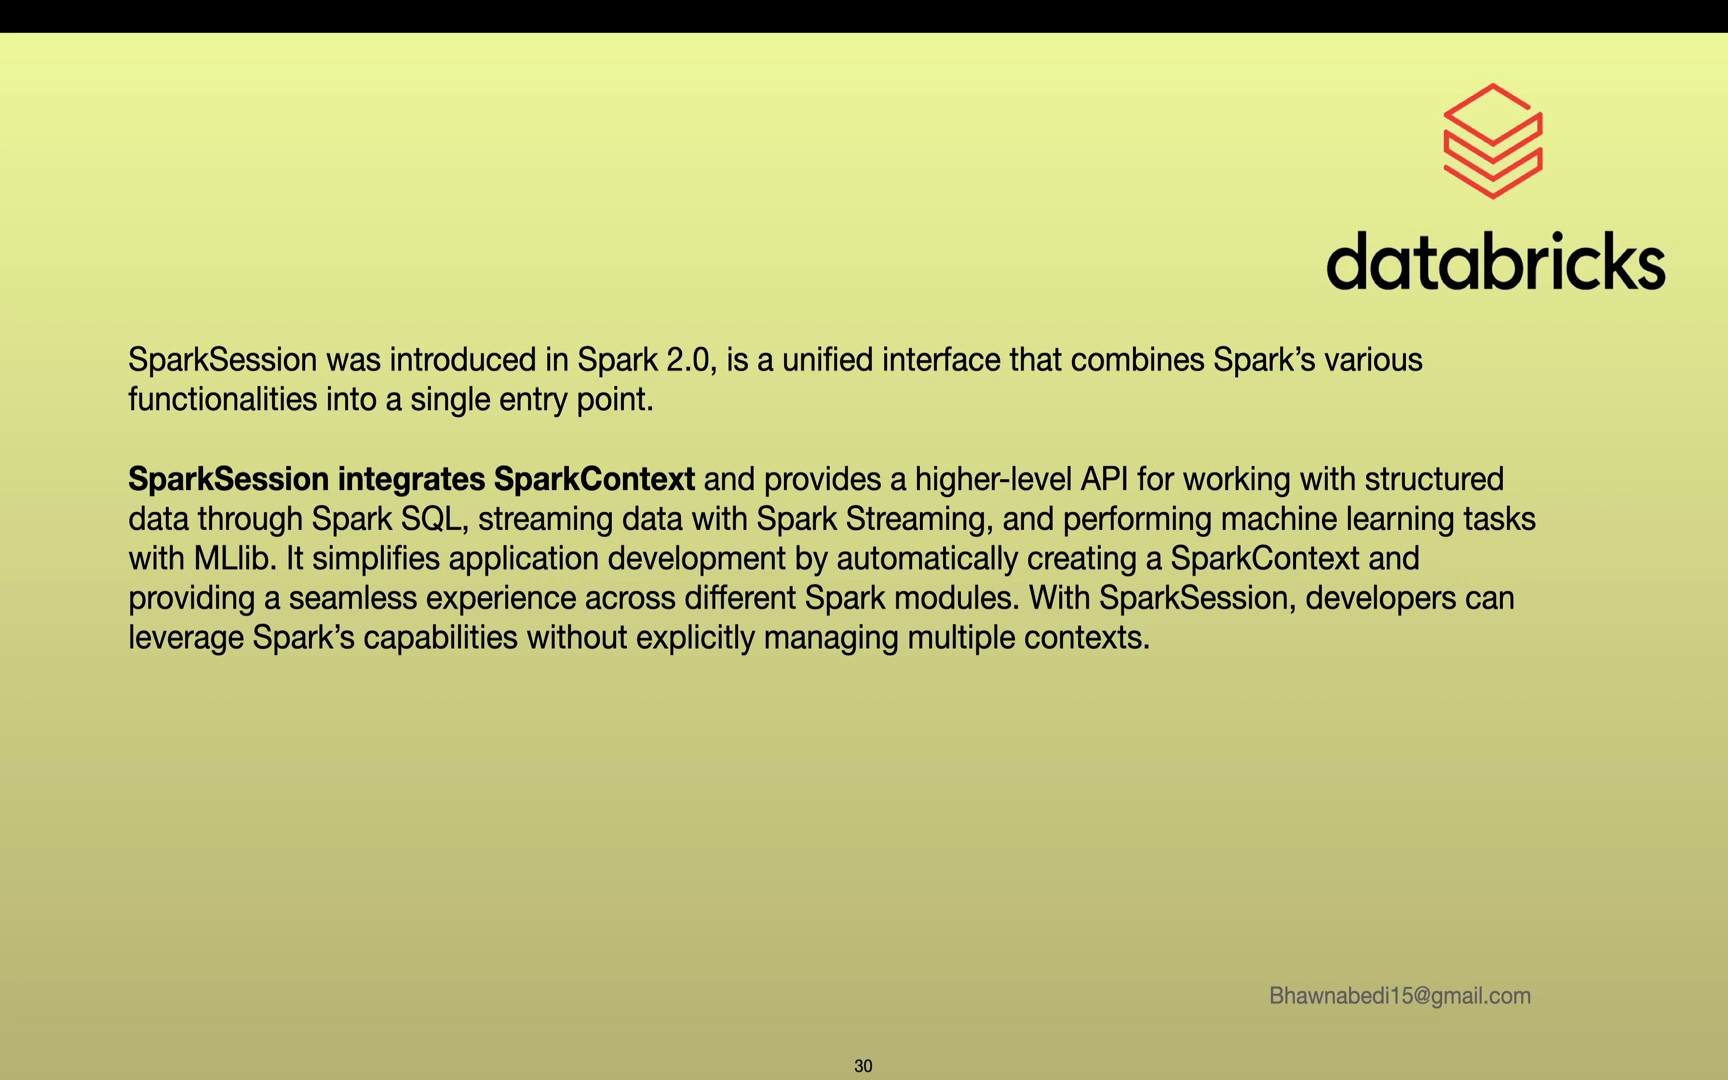 databricks
SparkSession was introduced in Spark 2.0, is a unified interface that combines Spark’s various
functionalities into a single entry point.
SparkSession integrates SparkContext and provides a higher-level API for working with structured
data through Spark SQL, streaming data with Spark Streaming, and performing machine learning tasks
with MLlib. It simplifies application development by automatically creating a SparkContext and
providing a seamless experience across different Spark modules. With SparkSession, developers can
leverage Spark’s capabilities without explicitly managing multiple contexts.
Bhawnabedi15@gmail.com
30